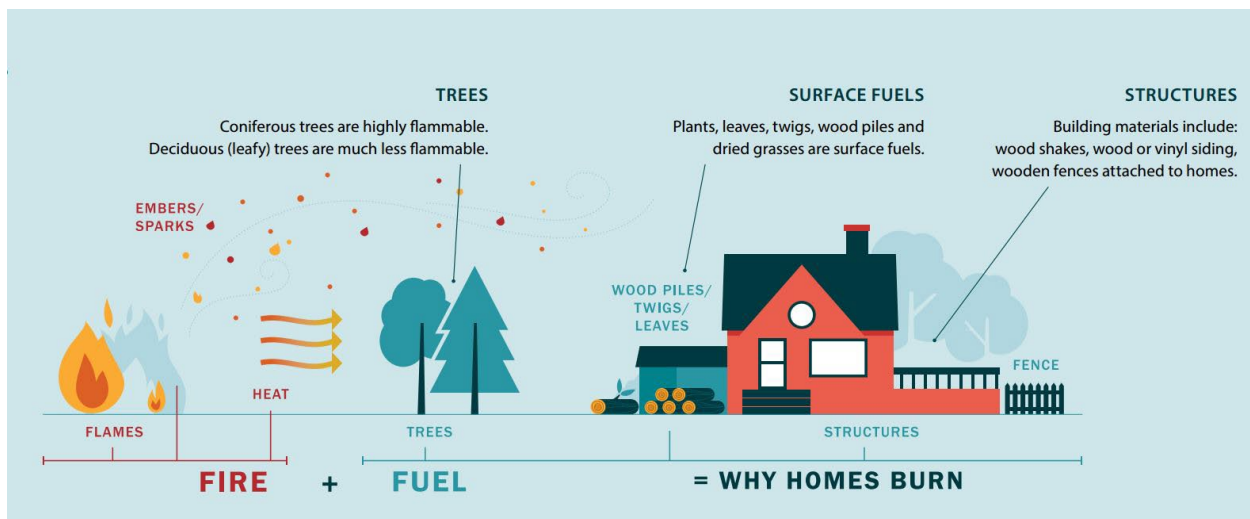 TREES
Coniferous trees are highly flammable.
Deciduous (leafy) trees are much less flammable.
SURFACE FUELS
Plants, leaves, twigs, wood piles and
dried grasses are surface fuels.
STRUCTURES
Building materials include:
wood shakes, wood or vinyl siding,
wooden fences attached to homes.
EMBERS/
SPARKS
WOOD PILES/
TWIGS/
LEAVES
HEAT
FENCE
FLAMES
TREES
STRUCTURES
FIRE + FUEL = WHY HOMES BURN